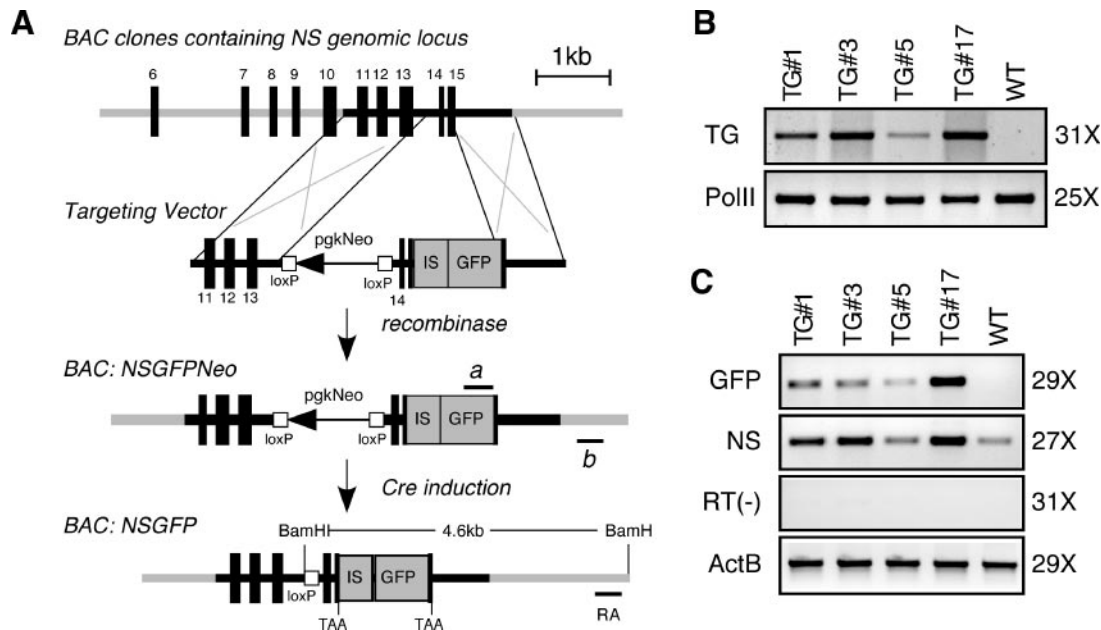 A
BAC clones containing NS genomic locus
6 7 8 9 10 11 12 13 14 15
1kb
Targeting Vector
pgkNeo
IS GFP
loxP loxP
11 12 13 14
recombinase
BAC: NSGFPNeo
a
pgkNeo
IS GFP
loxP loxP
b
Cre induction
BAC: NSGFP
BamHI 4.6kb BamH
IS GFP
loxP
RA
TAA TAA
B
TG#1 TG#3 TG#5 TG#17 WT
TG 31X
PolII 25X
C
TG#1 TG#3 TG#5 TG#17 WT
GFP 29X
NS 27X
RT(-) 31X
ActB 29X